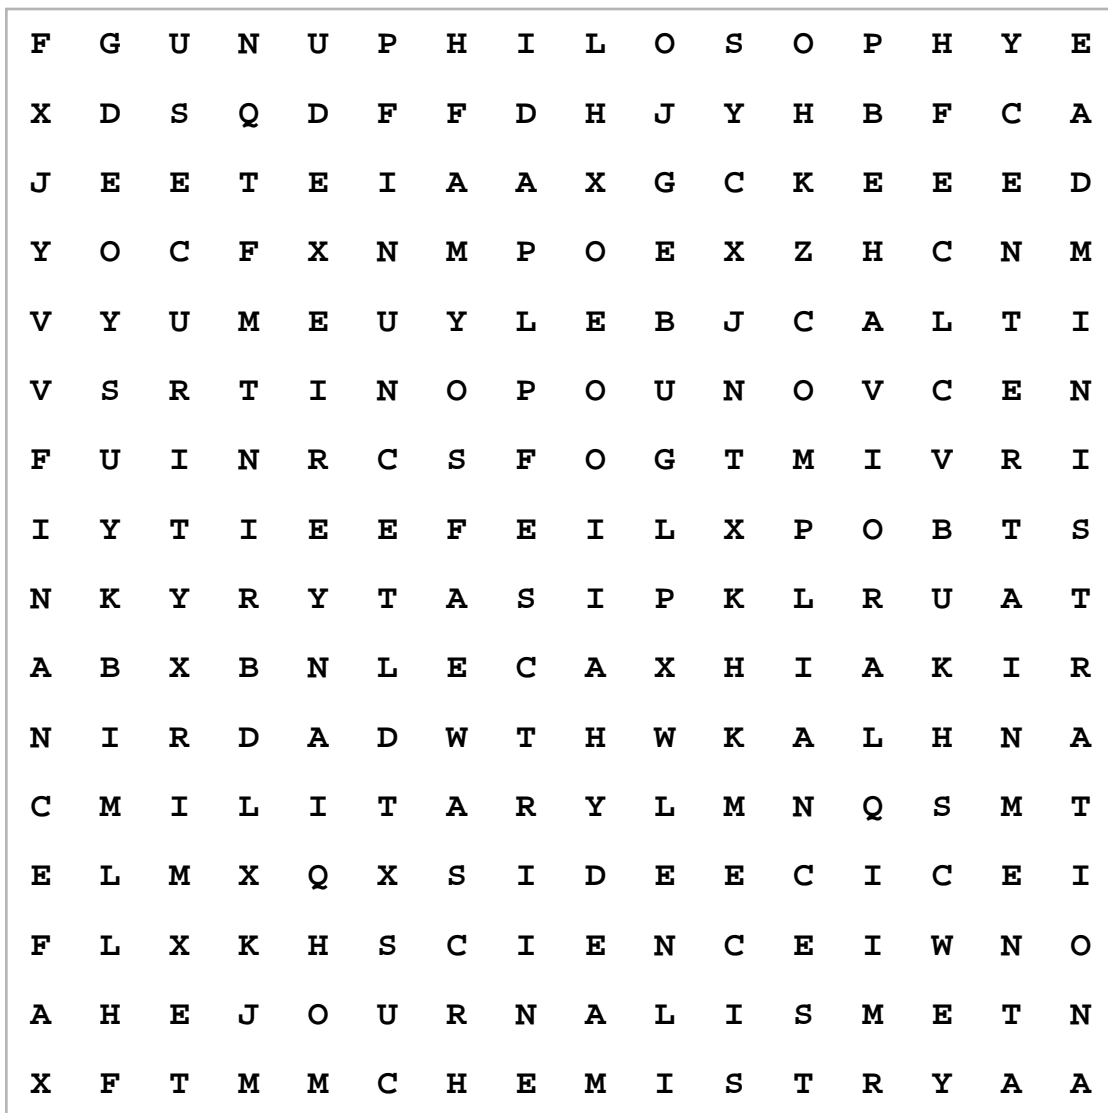 F G U N U P H I L O S O P H Y E
X D S Q D F F D H J Y H B F C A
J E E T E I A A X G C K E E E D
Y O C F X N M P O E X Z H C N M
V Y U M E U Y L E B J C A L T I
V S R T I N O P O U N O V C E N
F U I N R C S F O G T M I V R I
I Y T I E E F E I L X P O B T S
N K Y R Y T A S I P K L R U A T
A B X B N L E C A X H I A K I R
N I R D A D W T H W K A L H N A
C M I L I T A R Y L M N Q S M T
E L M X Q X S I D E E C I C E I
F L X K H S C I E N C E I W N O
A H E J O U R N A L I S M E T N
X F T M M C H E M I S T R Y A A